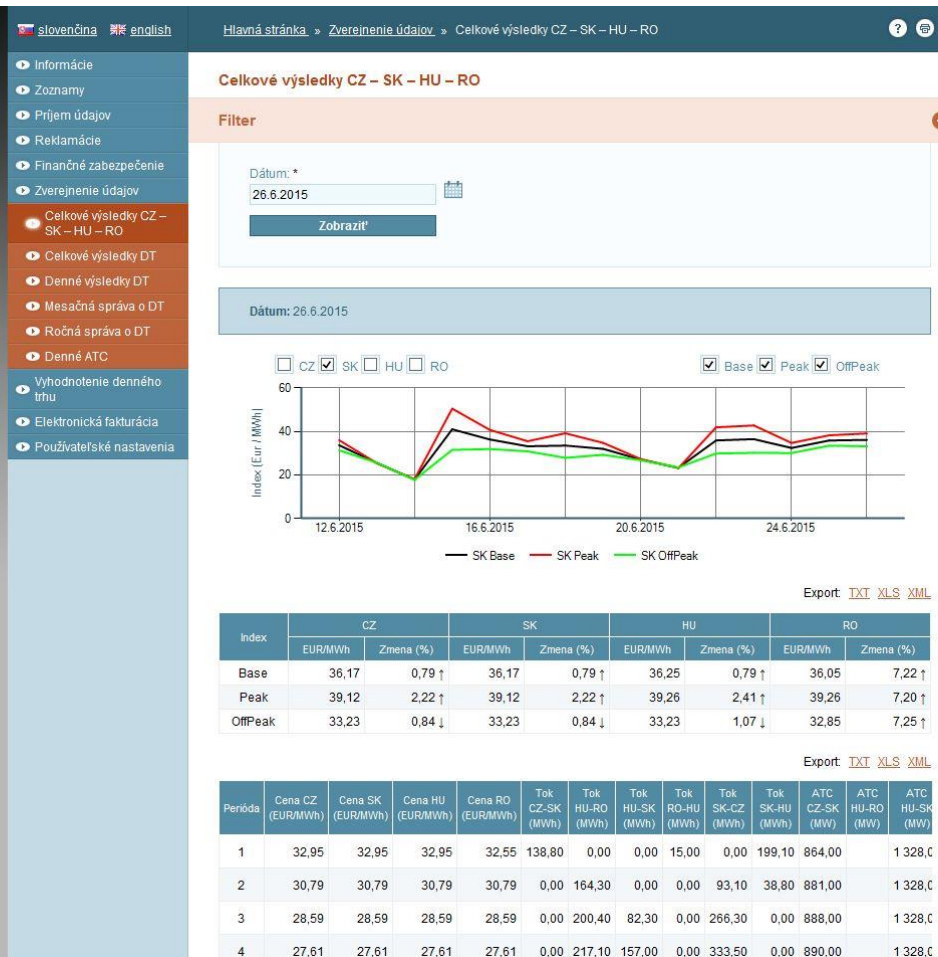 slovenčina english
Hlavná stránka » Zverejnenie údajov » Celkové výsledky CZ – SK – HU – RO
?
Informácie
Zoznamy
Príjem údajov
Reklamácie
Finančné zabezpečenie
Zverejnenie údajov
Celkové výsledky CZ –
SK – HU – RO
Celkové výsledky DT
Denné výsledky DT
Mesačná správa o DT
Ročná správa o DT
Denné ATC
Vyhodnotenie denného
trhu
Elektronická fakturácia
Používateľské nastavenia
Celkové výsledky CZ – SK – HU – RO
Filter
Dátum: *
26.6.2015
Zobraziť
Dátum: 26.6.2015
CZ SK HU RO Base Peak OffPeak
Index (Eur / MWh)
60
40
20
0
12.6.2015 16.6.2015 20.6.2015 24.6.2015
SK Base SK Peak SK OffPeak
Export: TXT XLS XML
Index CZ SK HU RO
EUR/MWh Zmena (%) EUR/MWh Zmena (%) EUR/MWh Zmena (%) EUR/MWh Zmena (%)
Base 36,17 0,79 ↑ 36,17 0,79 ↑ 36,25 0,79 ↑ 36,05 7,22 ↑
Peak 39,12 2,22 ↑ 39,12 2,22 ↑ 39,26 2,41 ↑ 39,26 7,20 ↑
OffPeak 33,23 0,84 ↓ 33,23 0,84 ↓ 33,23 1,07 ↓ 32,85 7,25 ↑
Export: TXT XLS XML
Perióda Cena CZ (EUR/MWh) Cena SK (EUR/MWh) Cena HU (EUR/MWh) Cena RO (EUR/MWh) Tok CZ-SK (MWh) Tok HU-RO (MWh) Tok HU-SK (MWh) Tok RO-HU (MWh) Tok SK-CZ (MWh) Tok SK-HU (MWh) ATC CZ-SK (MW) ATC HU-RO (MW) ATC HU-SK (MW)
1 32,95 32,95 32,95 32,55 138,80 0,00 0,00 15,00 0,00 199,10 864,00 1 328,0
2 30,79 30,79 30,79 30,79 0,00 164,30 0,00 0,00 93,10 38,80 881,00 1 328,0
3 28,59 28,59 28,59 28,59 0,00 200,40 82,30 0,00 266,30 0,00 888,00 1 328,0
4 27,61 27,61 27,61 27,61 0,00 217,10 157,00 0,00 333,50 0,00 890,00 1 328,0